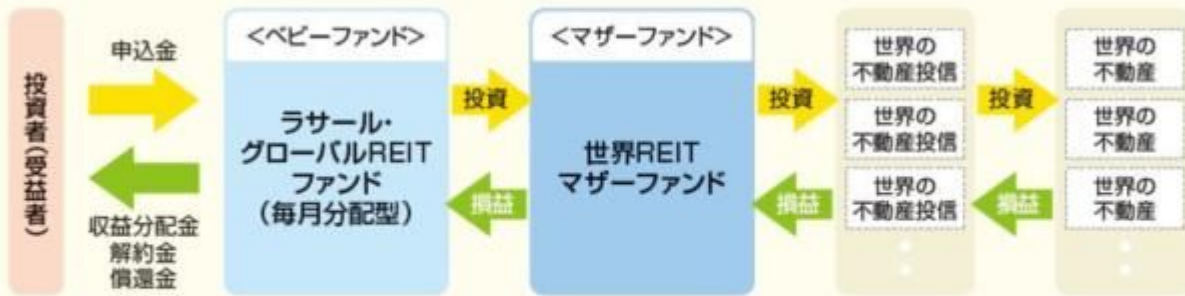 投資者(受益者)
申込金
収益分配金
解約金
償還金
<ベビーファンド>
ラサール・
グローバルREIT
ファンド
(毎月分配型)
投資
損益
<マザーファンド>
世界REIT
マザーファンド
投資
損益
世界の
不動産投信
世界の
不動産投信
世界の
不動産投信
投資
損益
世界の
不動産
世界の
不動産
世界の
不動産